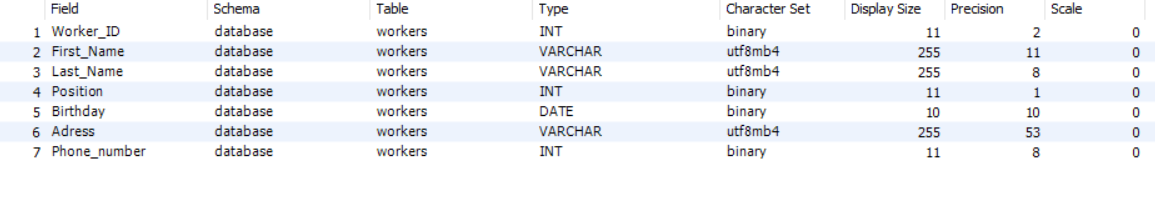 Field Schema Table Type Character Set Display Size Precision Scale
1 Worker_ID database workers INT binary 11 2 0
2 First_Name database workers VARCHAR utf8mb4 255 11 0
3 Last_Name database workers VARCHAR utf8mb4 255 8 0
4 Position database workers INT binary 11 1 0
5 Birthday database workers DATE binary 10 10 0
6 Adress database workers VARCHAR utf8mb4 255 53 0
7 Phone_number database workers INT binary 11 8 0